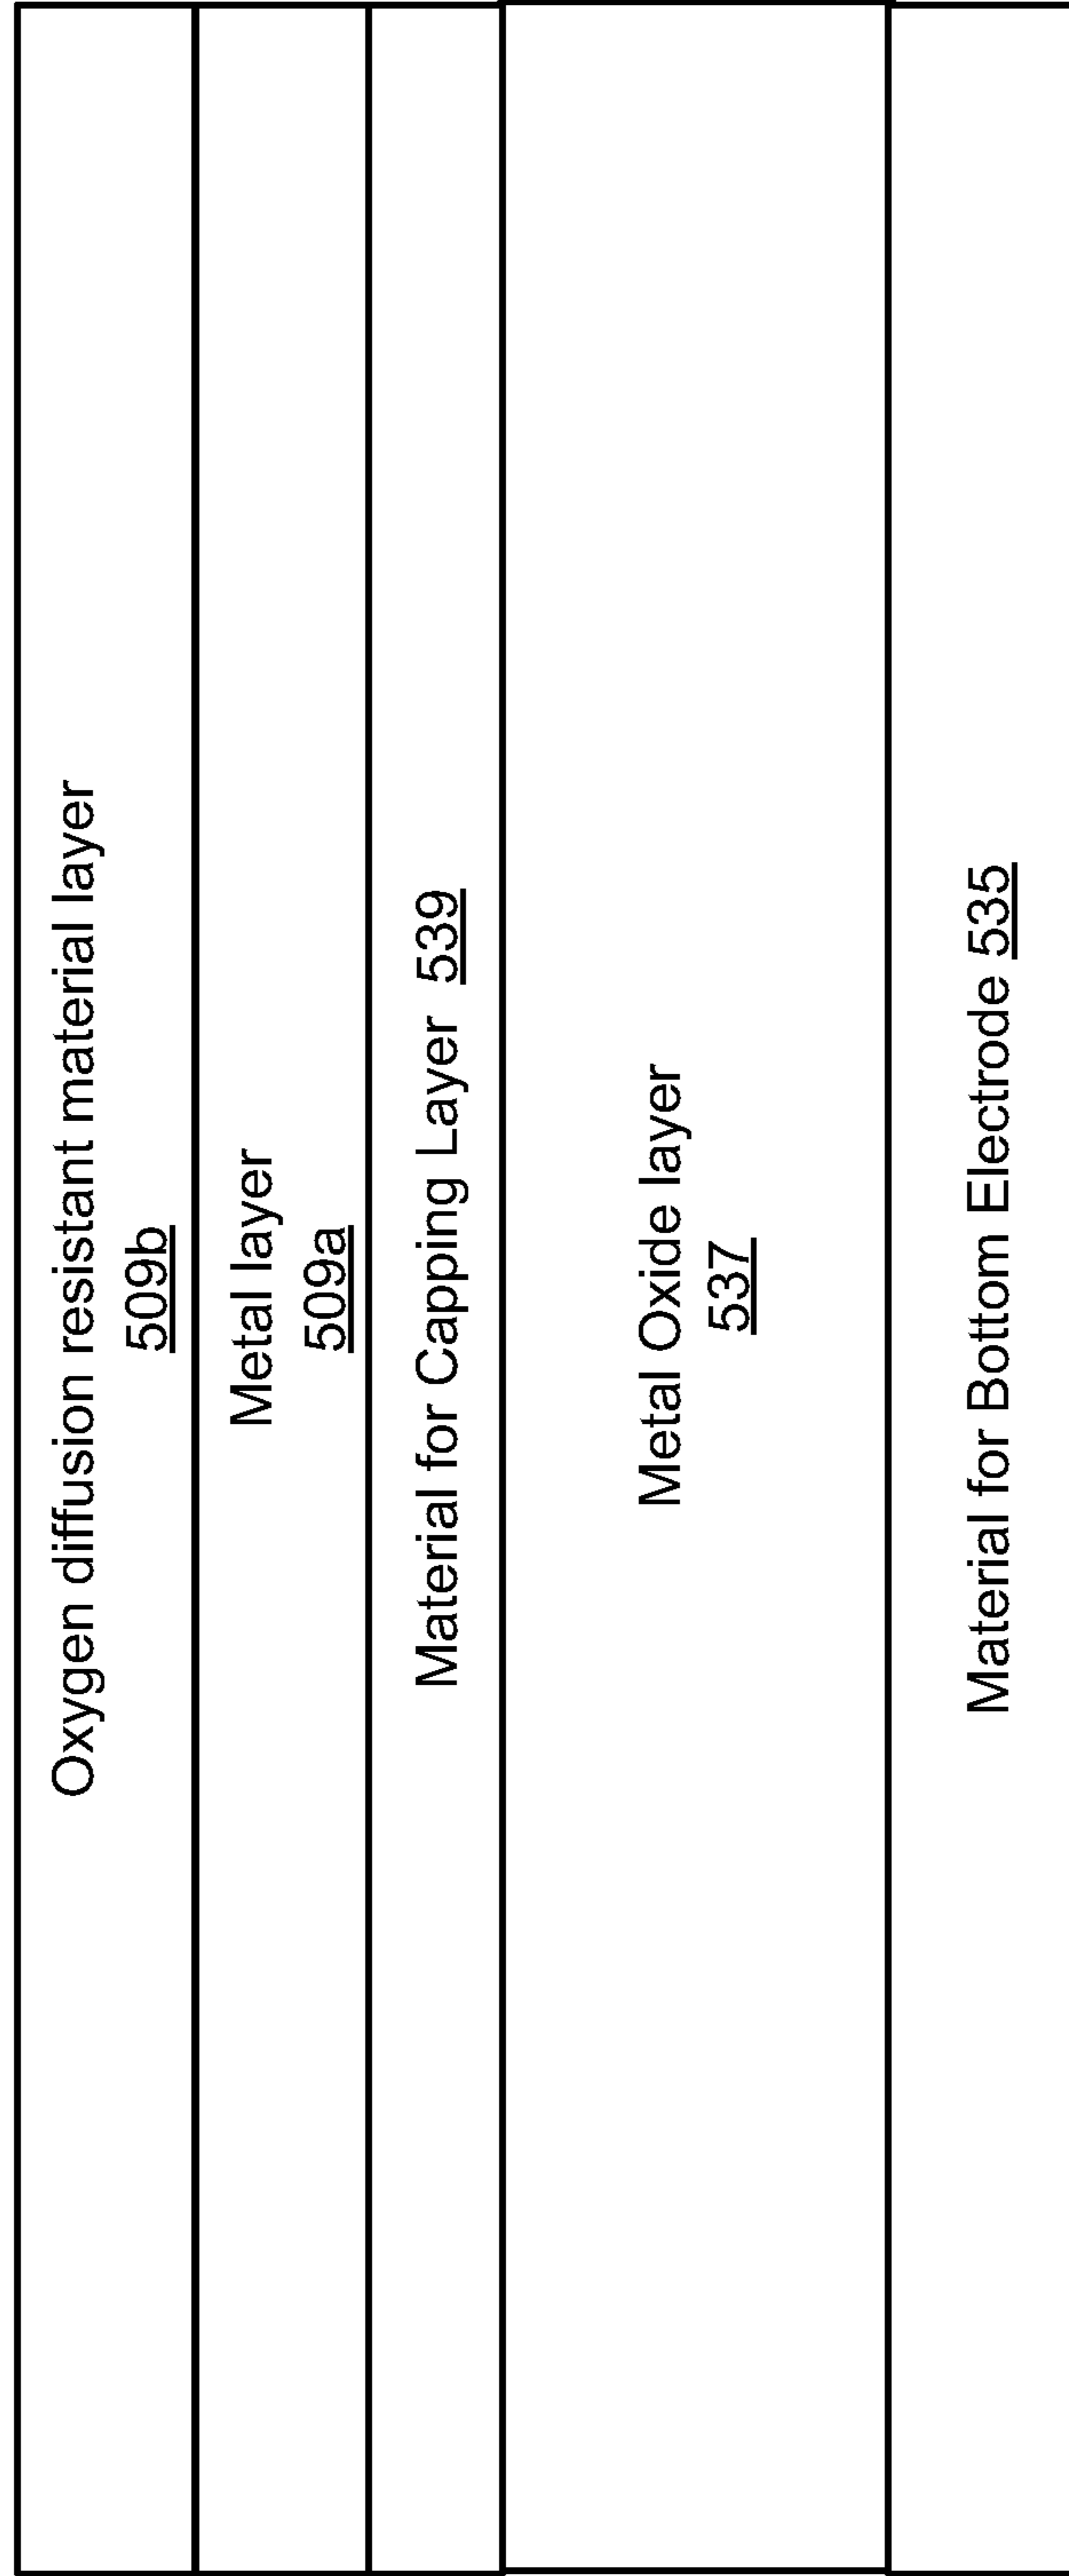 Oxygen diffusion resistant material layer
509b
Metal layer
509a
Material for Capping Layer 539
Metal Oxide layer
537
Material for Bottom Electrode 535